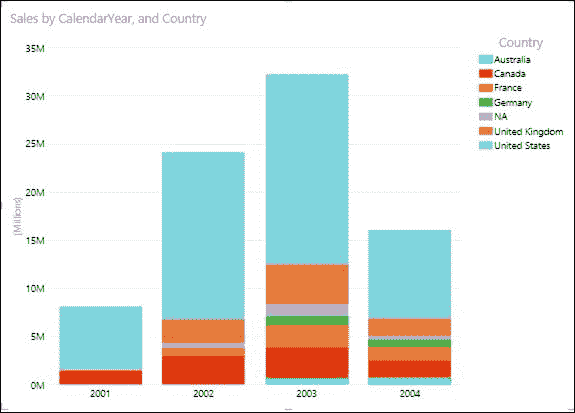 Sales by CalendarYear, and Country
35M
30M
25M
20M
15M
10M
5M
0M
(Millions)
2001
2002
2003
2004
Country
Australia
Canada
France
Germany
NA
United Kingdom
United States